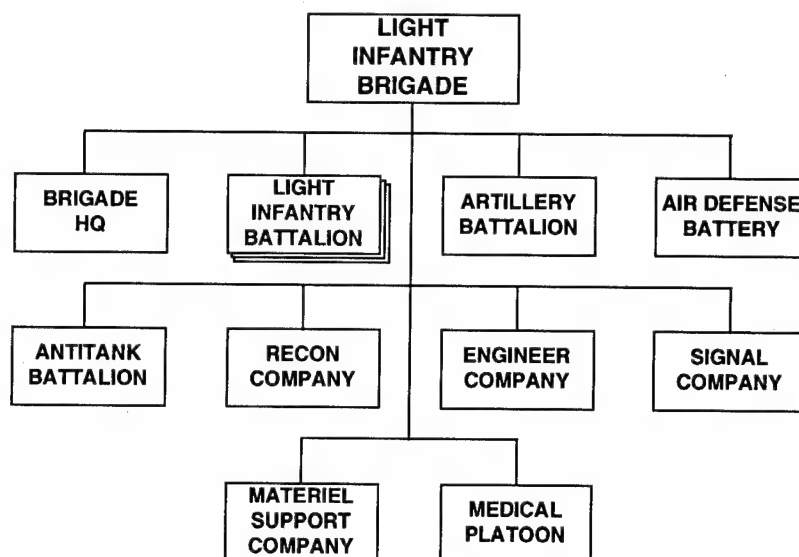 LIGHT
INFANTRY
BRIGADE
BRIGADE
HQ
LIGHT
INFANTRY
BATTALION
ARTILLERY
BATTALION
AIR DEFENSE
BATTERY
ANTITANK
BATTALION
RECON
COMPANY
ENGINEER
COMPANY
SIGNAL
COMPANY
MATERIEL
SUPPORT
COMPANY
MEDICAL
PLATOON